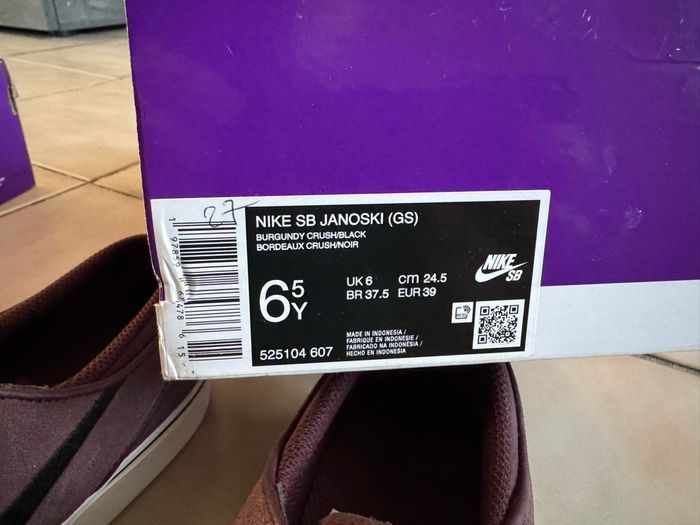 27
NIKE SB JANOSKI (GS)
BURGUNDY CRUSH/BLACK
BORDEAUX CRUSH/NOIR
6 5 Y
UK 6 cm 24.5
BR 37.5 EUR 39
NIKE SB
MADE IN INDONESIA /
FABRIQUE EN INDONESIE /
FABRICADO NA INDONÉSIA /
HECHO EN INDONESIA
525104 607